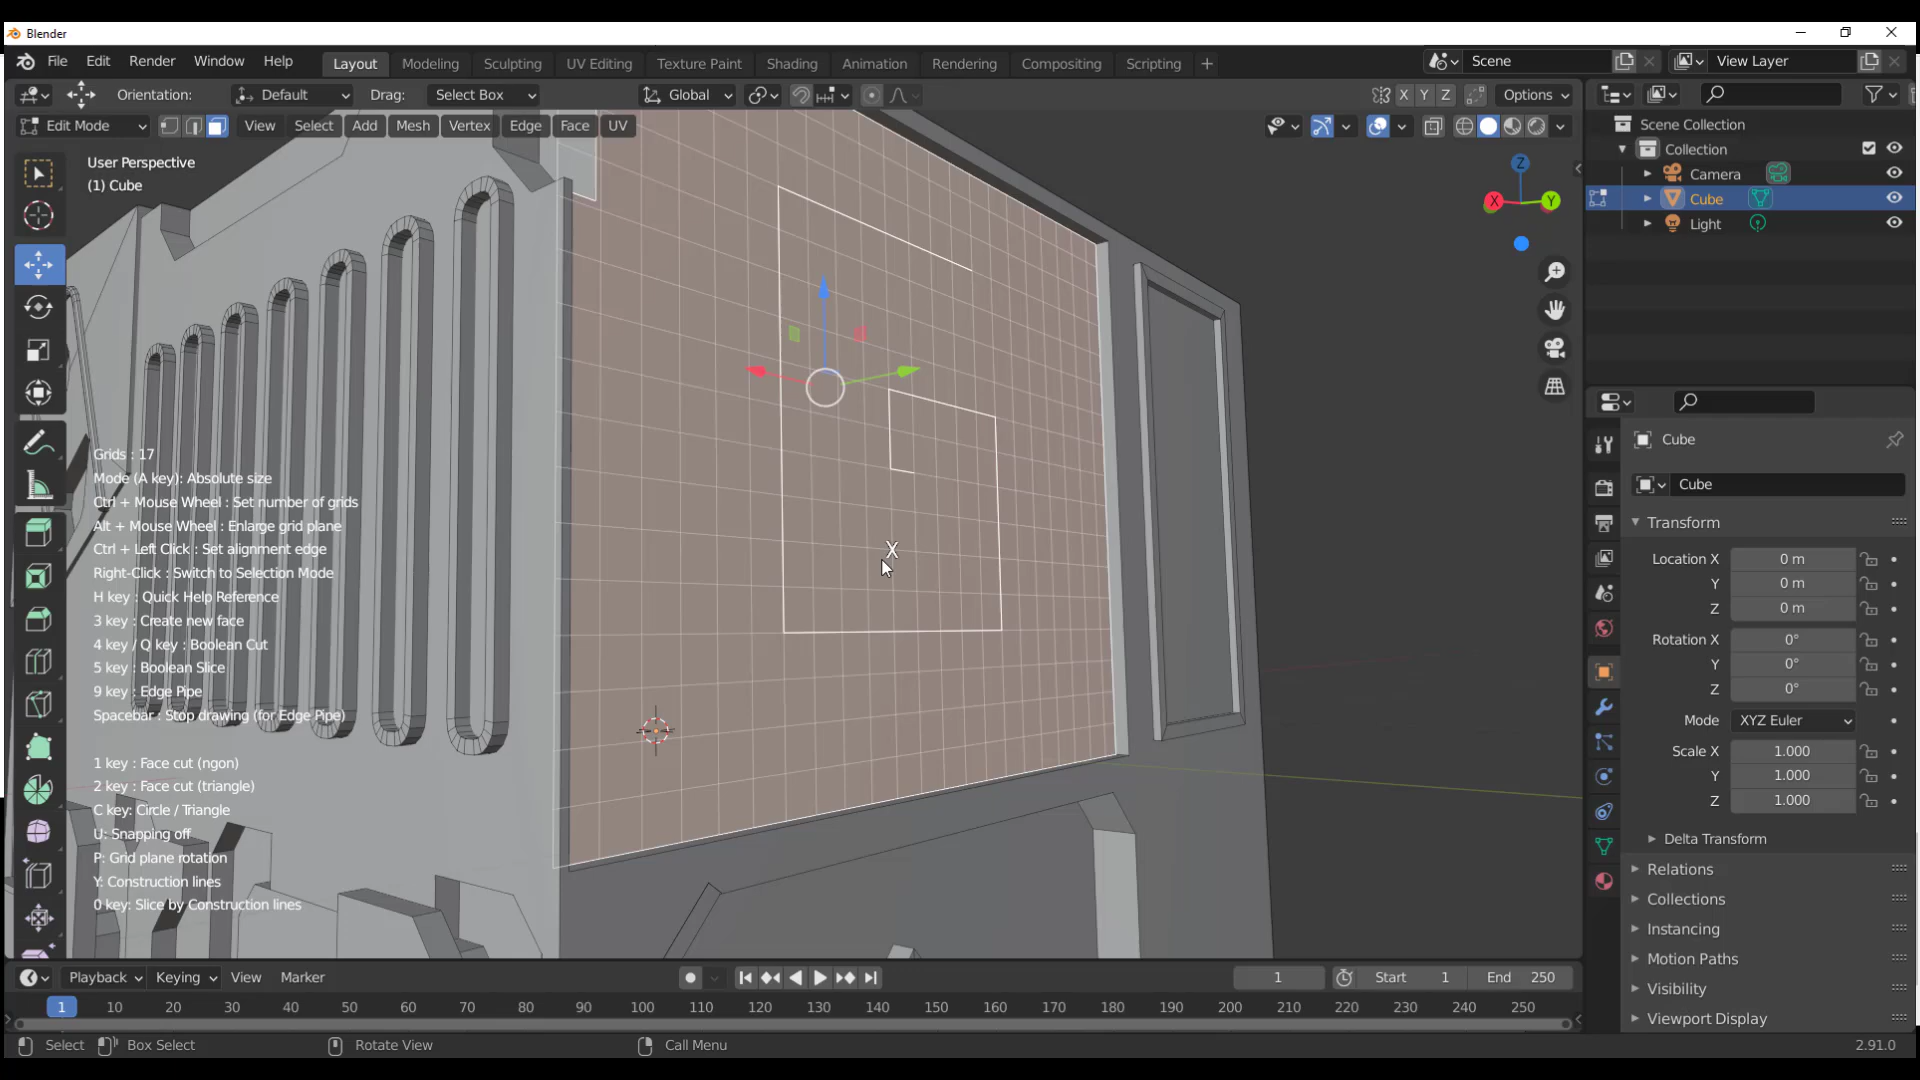 Blender
File Edit Render Window Help Layout Modeling Sculpting UV Editing Texture Paint Shading Animation Rendering Compositing Scripting + Scene View Layer
Orientation: Default Drag: Select Box Global X Y Z Options
Edit Mode View Select Add Mesh Vertex Edge Face UV
User Perspective
(1) Cube
Z
X Y
Scene Collection
Collection
Camera
Cube
Light
Grids : 17
Mode (A key): Absolute size
Ctrl + Mouse Wheel : Set number of grids
Alt + Mouse Wheel : Enlarge grid plane
Ctrl + Left Click : Set alignment edge
Right-Click : Switch to Selection Mode
H key : Quick Help Reference
3 key : Create new face
4 key / Q key : Boolean Cut
5 key : Boolean Slice
9 key : Edge Pipe
Spacebar : Stop drawing (for Edge Pipe)
1 key : Face cut (ngon)
2 key : Face cut (triangle)
C key: Circle / Triangle
U: Snapping off
P: Grid plane rotation
Y: Construction lines
0 key: Slice by Construction lines
X
Cube
Cube
Transform
Location X 0 m
Y 0 m
Z 0 m
Rotation X 0°
Y 0°
Z 0°
Mode XYZ Euler
Scale X 1.000
Y 1.000
Z 1.000
Delta Transform
Relations
Collections
Instancing
Motion Paths
Visibility
Viewport Display
Playback Keying View Marker 1 Start 1 End 250
1 10 20 30 40 50 60 70 80 90 100 110 120 130 140 150 160 170 180 190 200 210 220 230 240 250
Select Box Select Rotate View Call Menu 2.91.0